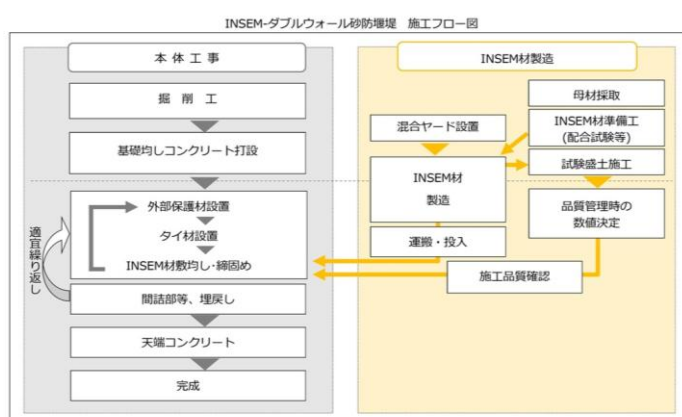 INSEM-ダブルウォール砂防堰堤 施工フロー図
本体工事
掘削工
基礎均しコンクリート打設
外部保護材設置
タイ材設置
INSEM材敷均し・締固め
適宜繰り返し
間詰部等、埋戻し
天端コンクリート
完成
INSEM材製造
母材採取
混合ヤード設置
INSEM材準備工
(配合試験等)
試験盛土施工
INSEM材
製造
品質管理時の
数値決定
運搬・投入
施工品質確認